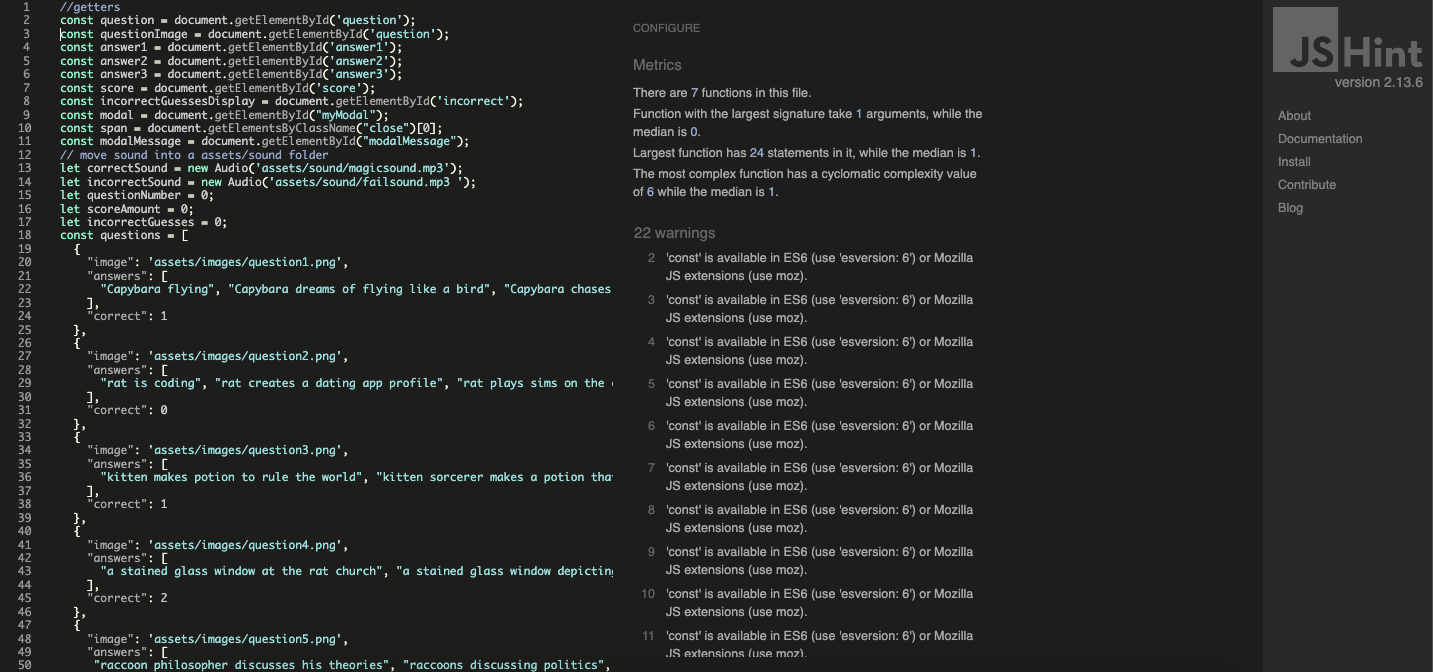 1 //getters
2 const question = document.getElementById('question');
3 const questionImage = document.getElementById('question');
4 const answer1 = document.getElementById('answer1');
5 const answer2 = document.getElementById('answer2');
6 const answer3 = document.getElementById('answer3');
7 const score = document.getElementById('score');
8 const incorrectGuessesDisplay = document.getElementById('incorrect');
9 const modal = document.getElementById("myModal");
10 const span = document.getElementsByClassName("close")[0];
11 const modalMessage = document.getElementById("modalMessage");
12 // move sound into a assets/sound folder
13 let correctSound = new Audio('assets/sound/magicsound.mp3');
14 let incorrectSound = new Audio('assets/sound/failsound.mp3 ');
15 let questionNumber = 0;
16 let scoreAmount = 0;
17 let incorrectGuesses = 0;
18 const questions = [
19 {
20 "image": 'assets/images/question1.png',
21 "answers": [
22 "Capybara flying", "Capybara dreams of flying like a bird", "Capybara chases
23 ],
24 "correct": 1
25 },
26 {
27 "image": 'assets/images/question2.png',
28 "answers": [
29 "rat is coding", "rat creates a dating app profile", "rat plays sims on the
30 ],
31 "correct": 0
32 },
33 {
34 "image": 'assets/images/question3.png',
35 "answers": [
36 "kitten makes potion to rule the world", "kitten sorcerer makes a potion tha
37 ],
38 "correct": 1
39 },
40 {
41 "image": 'assets/images/question4.png',
42 "answers": [
43 "a stained glass window at the rat church", "a stained glass window depicting
44 ],
45 "correct": 2
46 },
47 {
48 "image": 'assets/images/question5.png',
49 "answers": [
50 "raccoon philosopher discusses his theories", "raccoons discussing politics",
CONFIGURE
Metrics
There are 7 functions in this file.
Function with the largest signature take 1 arguments, while the
median is 0.
Largest function has 24 statements in it, while the median is 1.
The most complex function has a cyclomatic complexity value
of 6 while the median is 1.
22 warnings
2 'const' is available in ES6 (use 'esversion: 6') or Mozilla
JS extensions (use moz).
3 'const' is available in ES6 (use 'esversion: 6') or Mozilla
JS extensions (use moz).
4 'const' is available in ES6 (use 'esversion: 6') or Mozilla
JS extensions (use moz).
5 'const' is available in ES6 (use 'esversion: 6') or Mozilla
JS extensions (use moz).
6 'const' is available in ES6 (use 'esversion: 6') or Mozilla
JS extensions (use moz).
7 'const' is available in ES6 (use 'esversion: 6') or Mozilla
JS extensions (use moz).
8 'const' is available in ES6 (use 'esversion: 6') or Mozilla
JS extensions (use moz).
9 'const' is available in ES6 (use 'esversion: 6') or Mozilla
JS extensions (use moz).
10 'const' is available in ES6 (use 'esversion: 6') or Mozilla
JS extensions (use moz).
11 'const' is available in ES6 (use 'esversion: 6') or Mozilla
JS extensions (use moz).
JSHint
version 2.13.6
About
Documentation
Install
Contribute
Blog